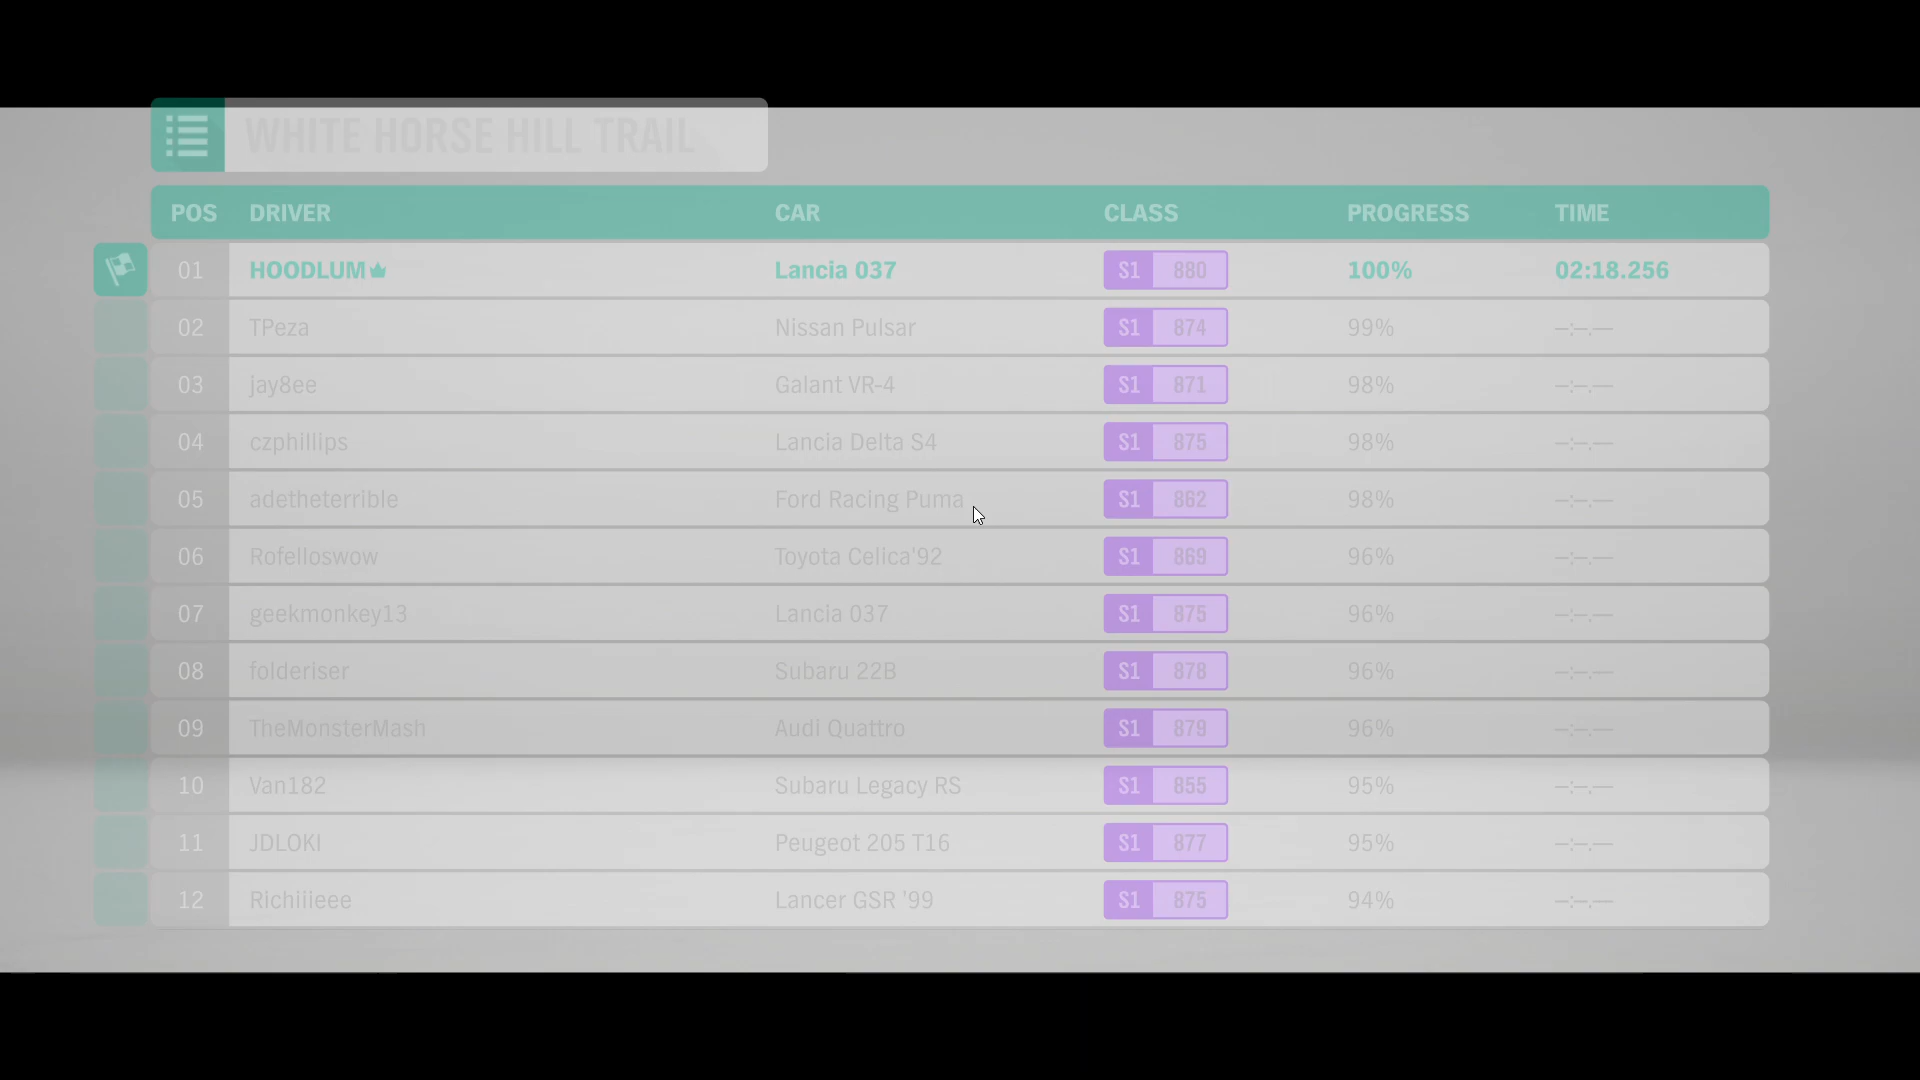 WHITE HORSE HILL TRAIL
POS DRIVER CAR CLASS PROGRESS TIME
01 HOODLUM Lancia 037 S1 880 100% 02:18.256
02 TPeza Nissan Pulsar S1 874 99% --:--.---
03 jay8ee Galant VR-4 S1 871 98% --:--.---
04 czphillips Lancia Delta S4 S1 875 98% --:--.---
05 adetheterrible Ford Racing Puma S1 862 98% --:--.---
06 Rofelloswow Toyota Celica'92 S1 869 96% --:--.---
07 geekmonkey13 Lancia 037 S1 875 96% --:--.---
08 folderiser Subaru 22B S1 878 96% --:--.---
09 TheMonsterMash Audi Quattro S1 879 96% --:--.---
10 Van182 Subaru Legacy RS S1 855 95% --:--.---
11 JDLOKI Peugeot 205 T16 S1 877 95% --:--.---
12 Richiiieee Lancer GSR '99 S1 875 94% --:--.---